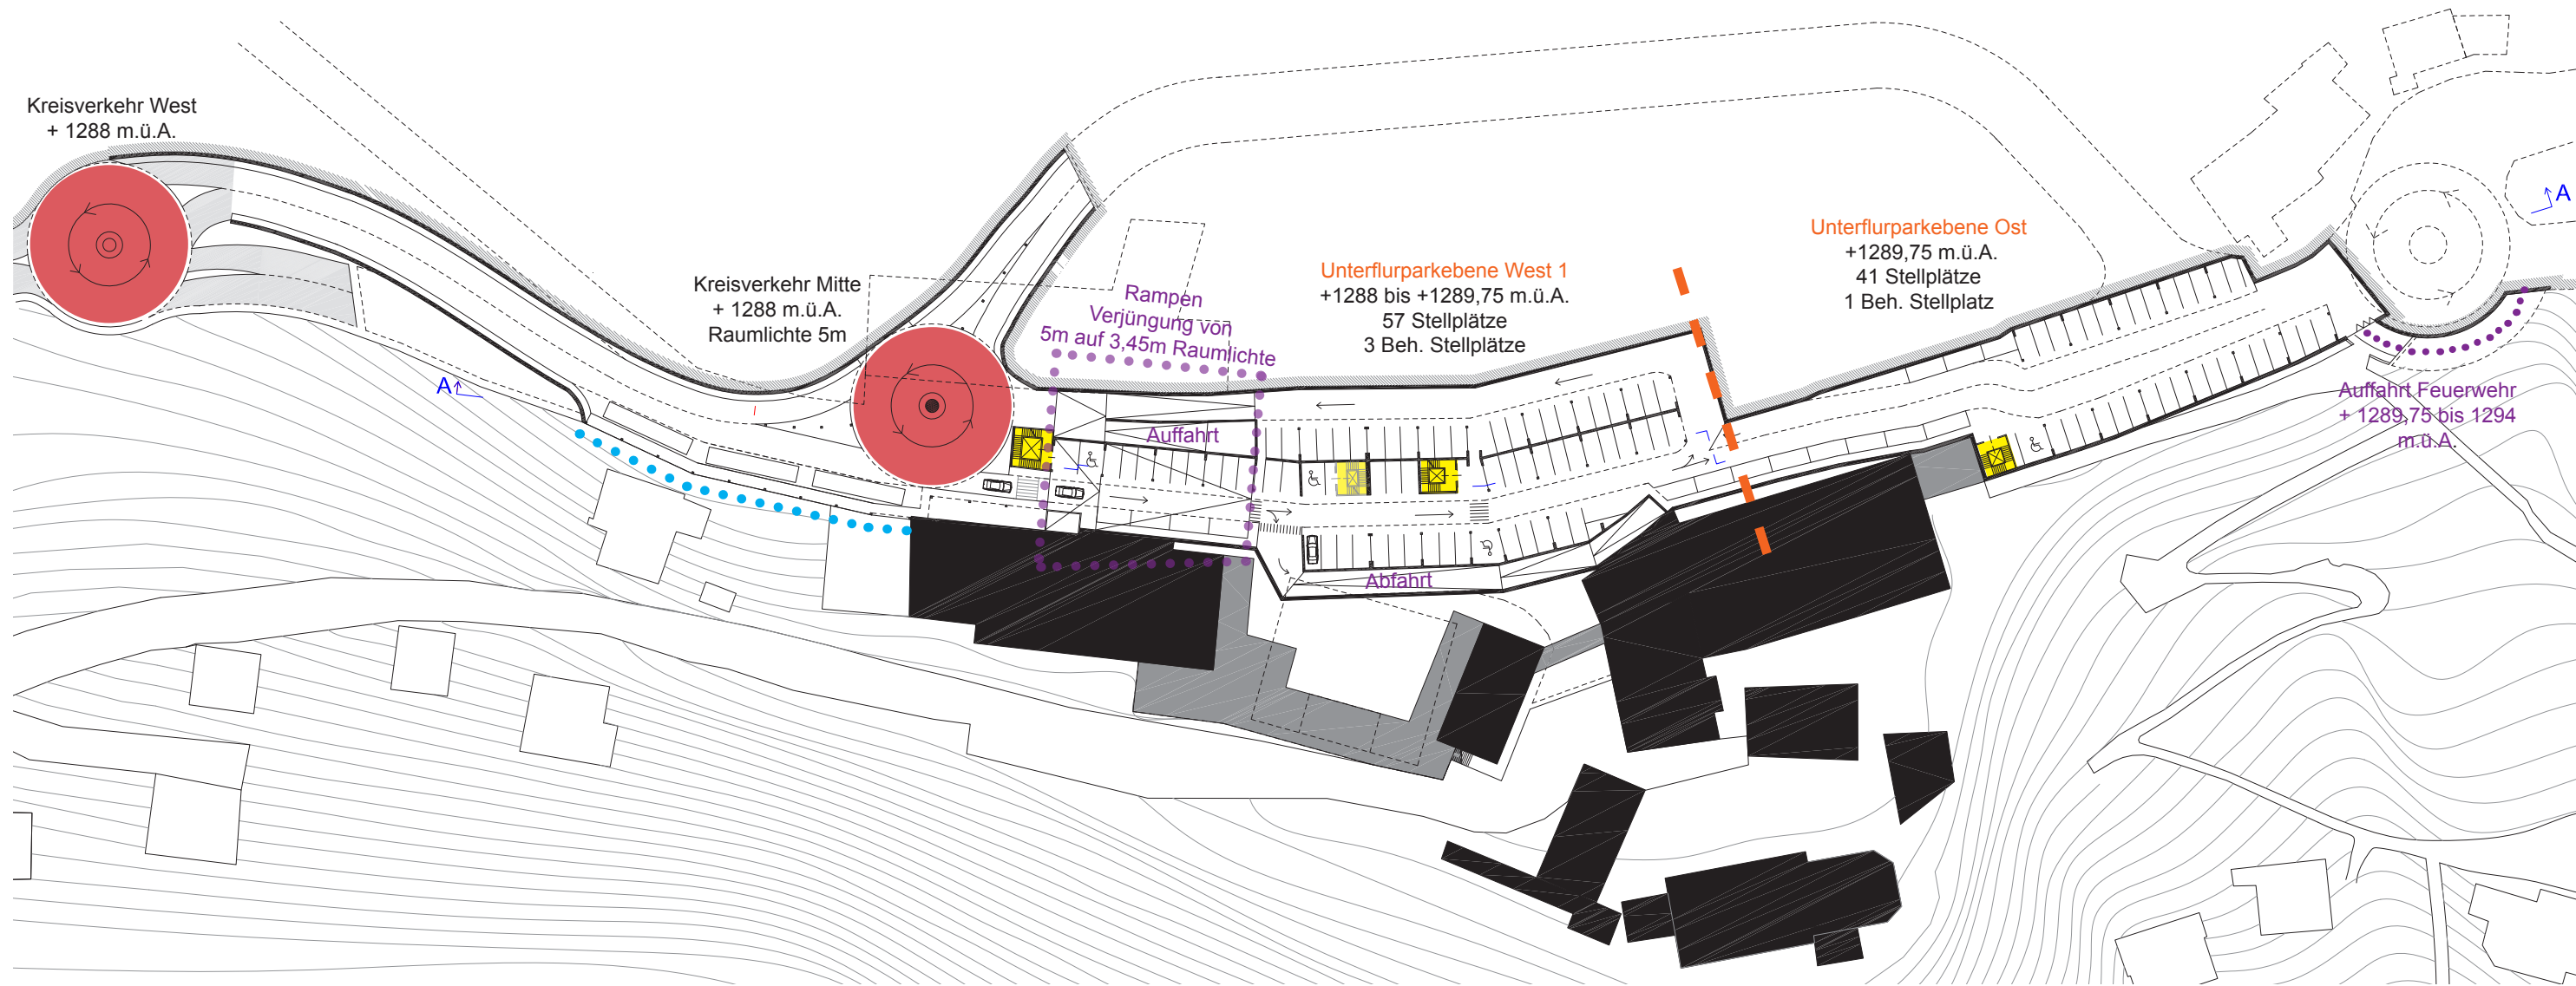 Kreisverkehr West
+ 1288 m.ü.A.
Kreisverkehr Mitte
+ 1288 m.ü.A.
Raumlichte 5m
Rampen
Verjüngung von
5m auf 3,45m Raumlichte
Unterflurparkebene West 1
+1288 bis +1289,75 m.ü.A.
57 Stellplätze
3 Beh. Stellplätze
Unterflurparkebene Ost
+1289,75 m.ü.A.
41 Stellplätze
1 Beh. Stellplatz
A
A
Auffahrt
Abfahrt
Auffahrt Feuerwehr
+ 1289,75 bis 1294
m.ü.A.